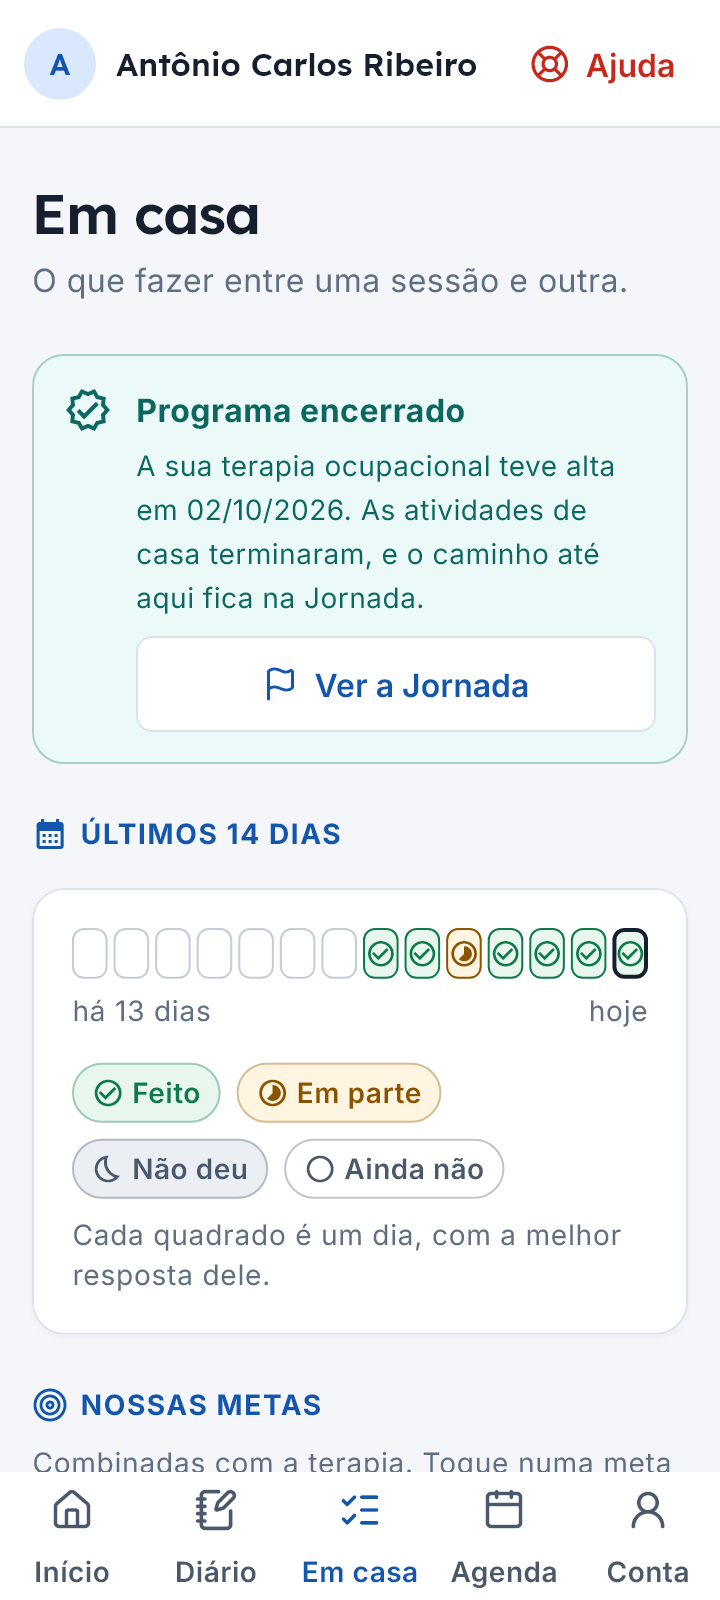 A
Antônio Carlos Ribeiro
Ajuda
Em casa
O que fazer entre uma sessão e outra.
Programa encerrado
A sua terapia ocupacional teve alta
em 02/10/2026. As atividades de
casa terminaram, e o caminho até
aqui fica na Jornada.
Ver a Jornada
ÚLTIMOS 14 DIAS
há 13 dias
hoje
Feito
Em parte
Não deu
Ainda não
Cada quadrado é um dia, com a melhor
resposta dele.
NOSSAS METAS
Combinadas com a terapia. Toque numa meta
Início
Diário
Em casa
Agenda
Conta